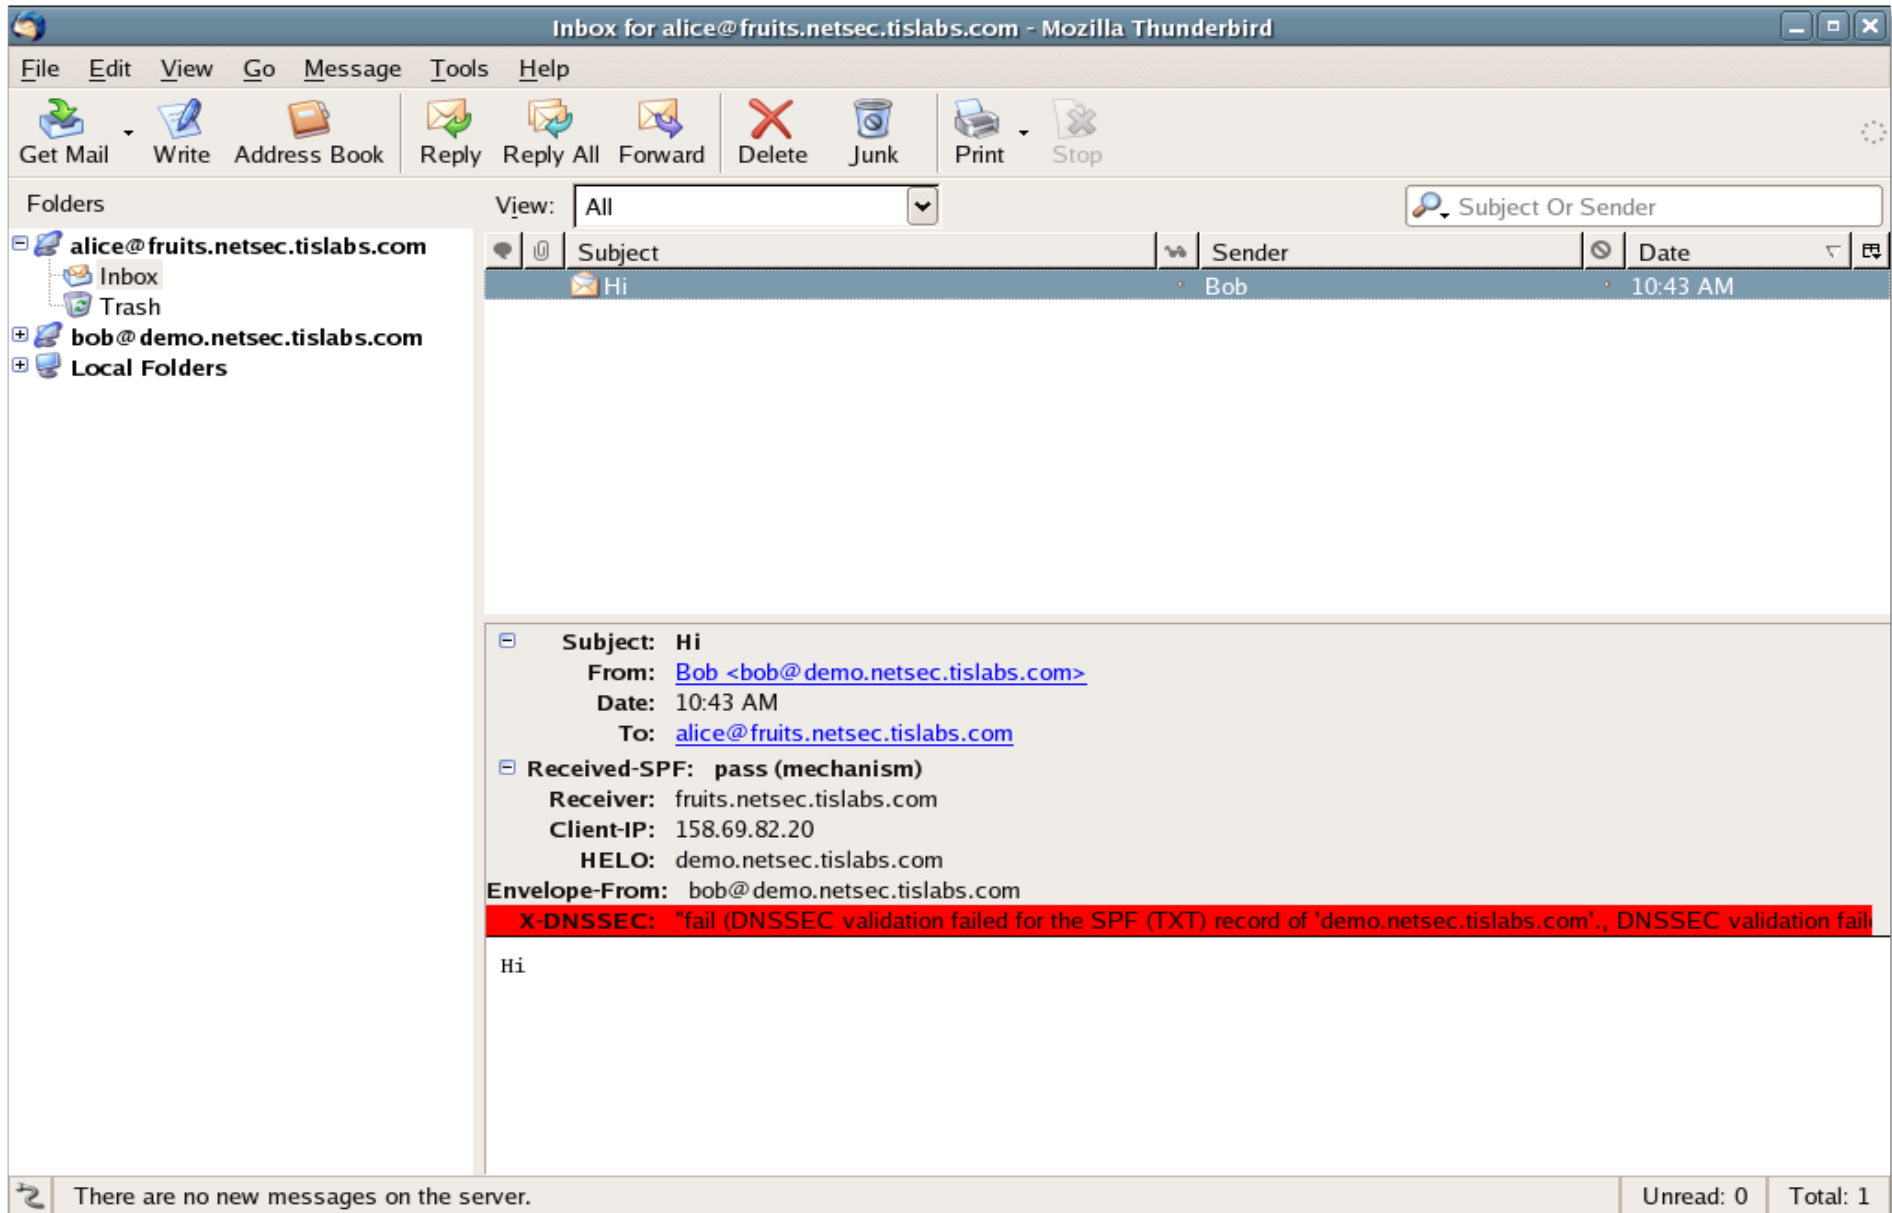 Inbox for alice@fruits.netsec.tislabs.com - Mozilla Thunderbird
File Edit View Go Message Tools Help
Get Mail Write Address Book Reply Reply All Forward Delete Junk Print Stop
Folders
View: All
Subject Or Sender
alice@fruits.netsec.tislabs.com
Inbox
Trash
bob@demo.netsec.tislabs.com
Local Folders
Subject Sender Date
Hi Bob 10:43 AM
Subject: Hi
From: Bob <bob@demo.netsec.tislabs.com>
Date: 10:43 AM
To: alice@fruits.netsec.tislabs.com
Received-SPF: pass (mechanism)
Receiver: fruits.netsec.tislabs.com
Client-IP: 158.69.82.20
HELO: demo.netsec.tislabs.com
Envelope-From: bob@demo.netsec.tislabs.com
X-DNSSEC: "fail (DNSSEC validation failed for the SPF (TXT) record of 'demo.netsec.tislabs.com'., DNSSEC validation fail
Hi
There are no new messages on the server.
Unread: 0 Total: 1